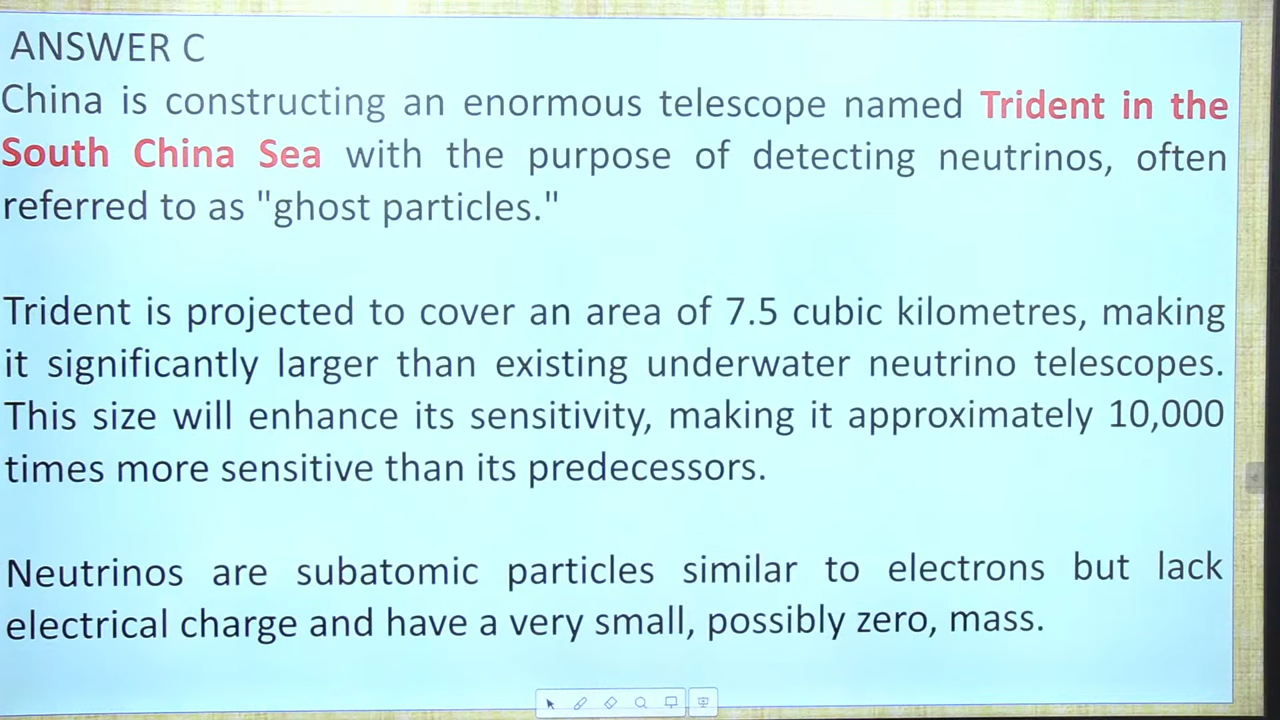 ANSWER C
China is constructing an enormous telescope named Trident in the
South China Sea with the purpose of detecting neutrinos, often
referred to as "ghost particles."
Trident is projected to cover an area of 7.5 cubic kilometres, making
it significantly larger than existing underwater neutrino telescopes.
This size will enhance its sensitivity, making it approximately 10,000
times more sensitive than its predecessors.
Neutrinos are subatomic particles similar to electrons but lack
electrical charge and have a very small, possibly zero, mass.